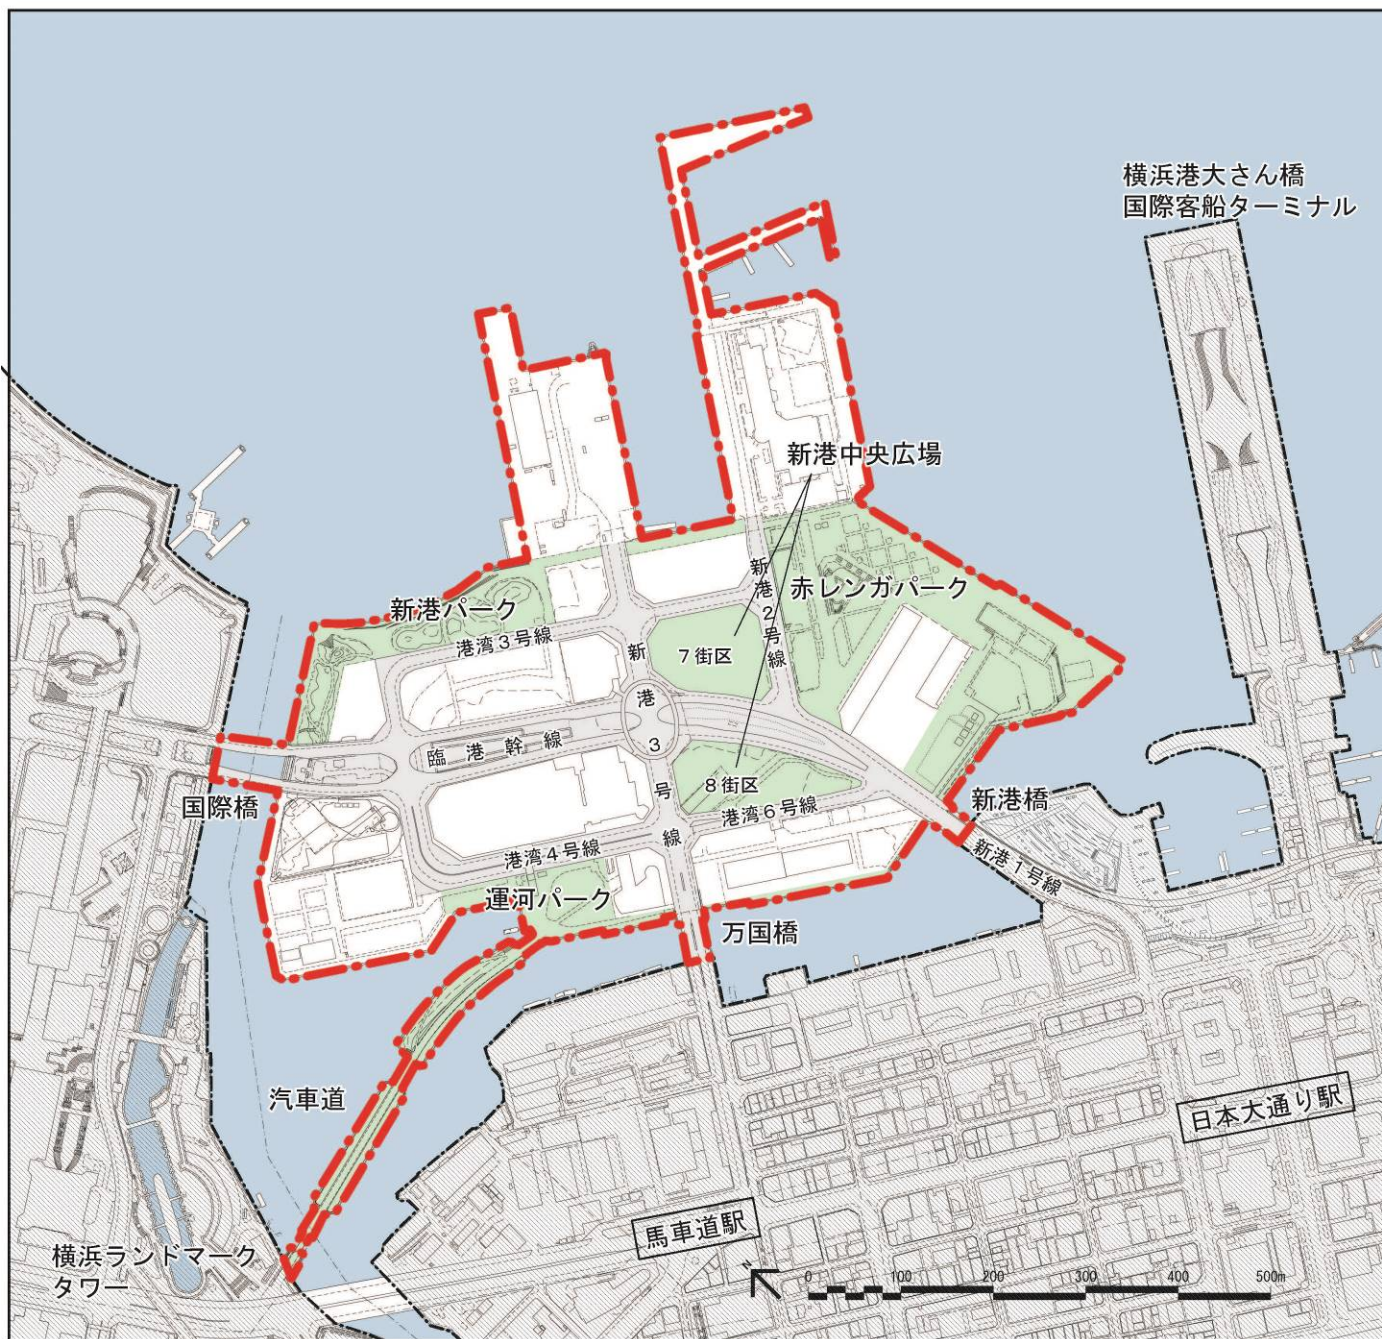 横浜港大さん橋
国際客船ターミナル
新港中央広場
新港2号線
赤レンガパーク
新港パーク
港湾3号線
7街区
新港3号線
臨港幹線
国際橋
8街区
港湾6号線
新港橋
新港1号線
港湾4号線
運河パーク
万国橋
汽車道
日本大通り駅
馬車道駅
横浜ランドマーク
タワー
N
0 100 200 300 400 500m